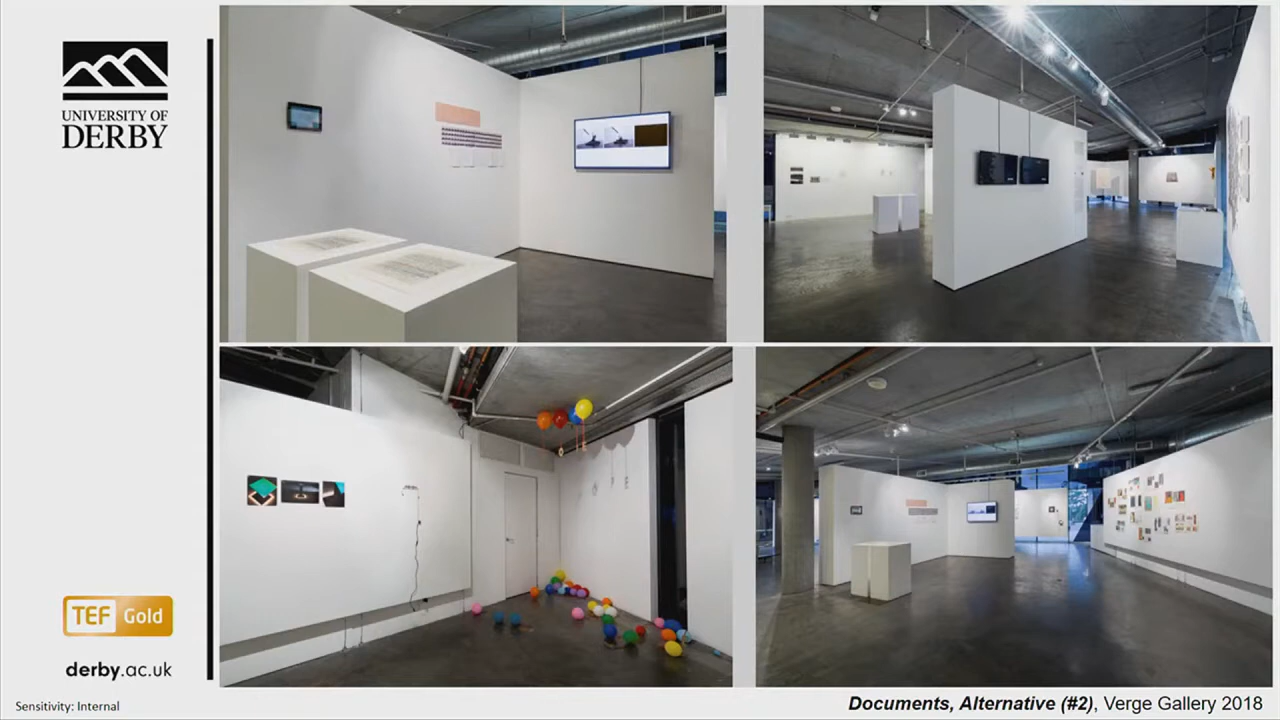 UNIVERSITY OF
DERBY
TEF Gold
derby.ac.uk
Sensitivity: Internal
Documents, Alternative (#2), Verge Gallery 2018